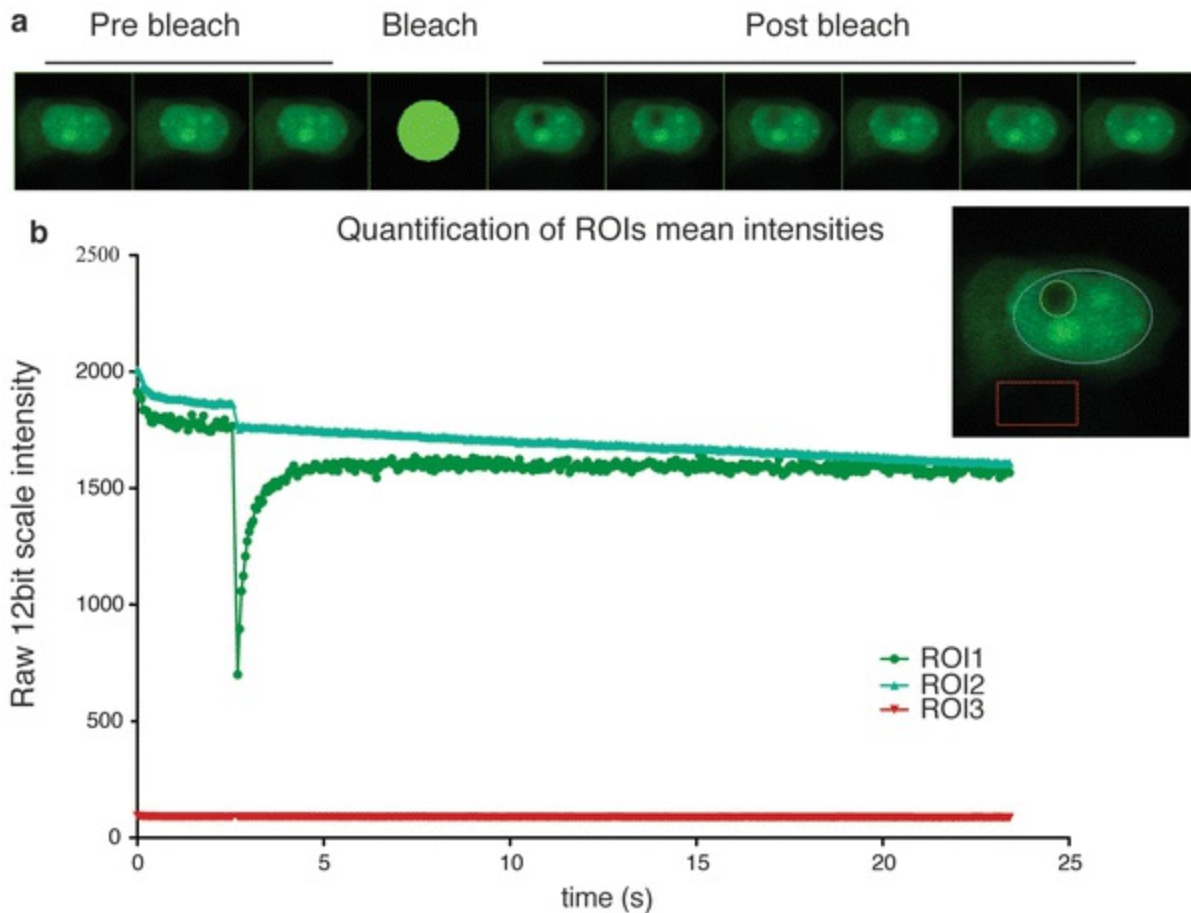 a
Pre bleach
Bleach
Post bleach
b
Quantification of ROIs mean intensities
2500
2000
1500
1000
500
0
Raw 12bit scale intensity
0
5
10
15
20
25
time (s)
ROI1
ROI2
ROI3